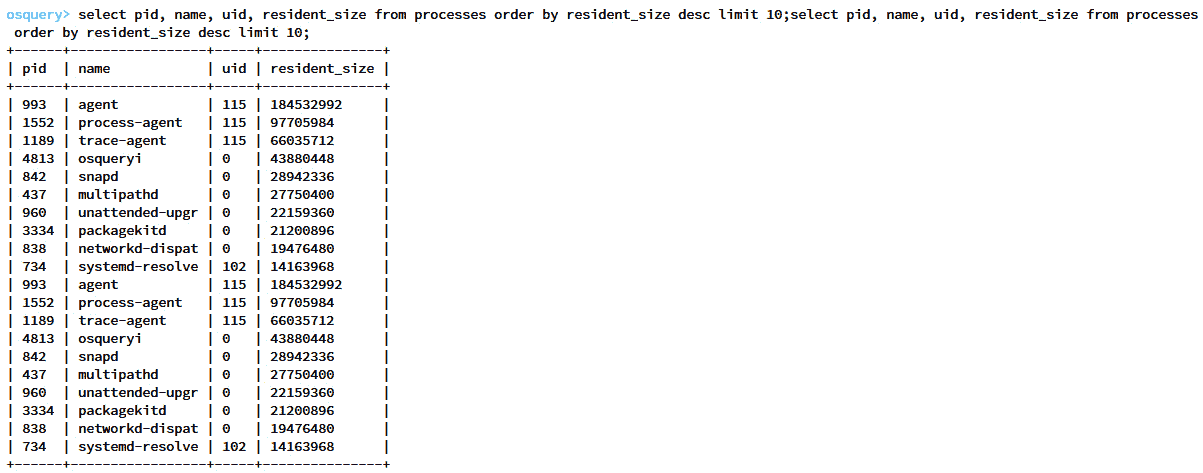 osquery> select pid, name, uid, resident_size from processes order by resident_size desc limit 10;select pid, name, uid, resident_size from processes
 order by resident_size desc limit 10;
+------+-----------------+-----+---------------+
| pid  | name            | uid | resident_size |
+------+-----------------+-----+---------------+
| 993  | agent           | 115 | 184532992     |
| 1552 | process-agent   | 115 | 97705984      |
| 1189 | trace-agent     | 115 | 66035712      |
| 4813 | osqueryi        | 0   | 43880448      |
| 842  | snapd           | 0   | 28942336      |
| 437  | multipathd      | 0   | 27750400      |
| 960  | unattended-upgr | 0   | 22159360      |
| 3334 | packagekitd     | 0   | 21200896      |
| 838  | networkd-dispat | 0   | 19476480      |
| 734  | systemd-resolve | 102 | 14163968      |
| 993  | agent           | 115 | 184532992     |
| 1552 | process-agent   | 115 | 97705984      |
| 1189 | trace-agent     | 115 | 66035712      |
| 4813 | osqueryi        | 0   | 43880448      |
| 842  | snapd           | 0   | 28942336      |
| 437  | multipathd      | 0   | 27750400      |
| 960  | unattended-upgr | 0   | 22159360      |
| 3334 | packagekitd     | 0   | 21200896      |
| 838  | networkd-dispat | 0   | 19476480      |
| 734  | systemd-resolve | 102 | 14163968      |
+------+-----------------+-----+---------------+